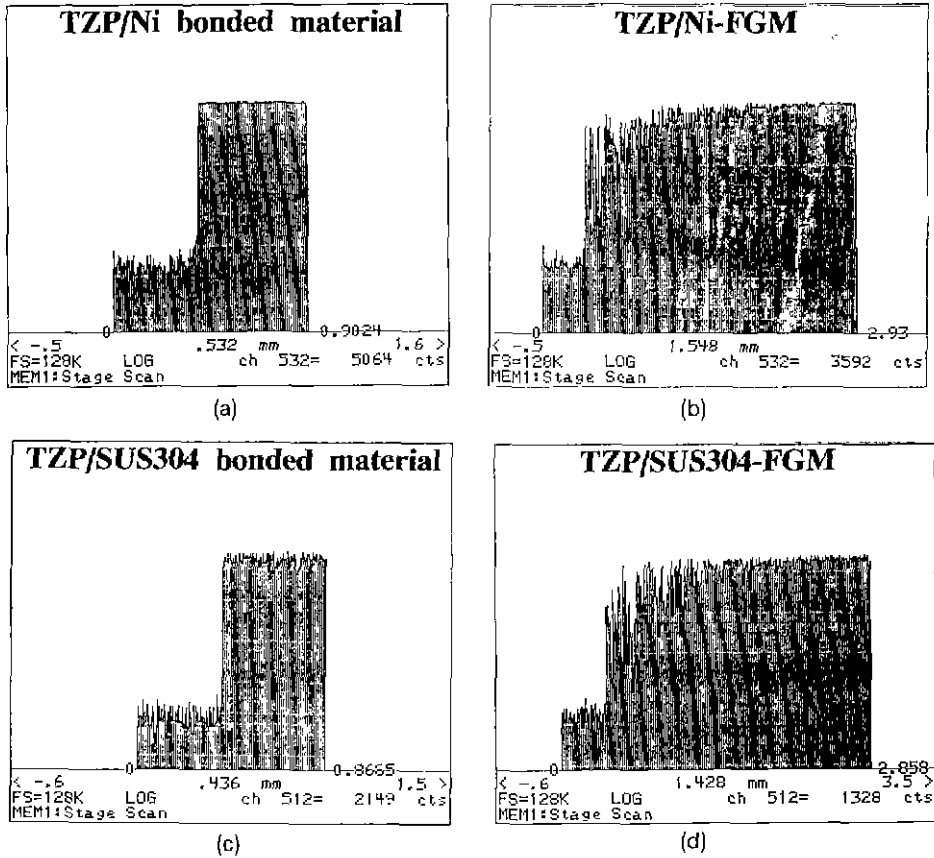 TZP/Ni bonded material
0
0.9024
< -.5 .532 mm 1.6 >
FS=128K LOG ch 532= 5064 cts
MEM1:Stage Scan
(a)
TZP/Ni-FGM
0
2.93
< -.5 1.548 mm
FS=128K LOG ch 532= 3592 cts
MEM1:Stage Scan
(b)
TZP/SUS304 bonded material
0
0.8665
< -.6 .436 mm 1.5 >
FS=128K LOG ch 512= 2149 cts
MEM1:Stage Scan
(c)
TZP/SUS304-FGM
0
2.858
< -.6 1.428 mm 3.5 >
FS=128K LOG ch 512= 1328 cts
MEM1:Stage Scan
(d)